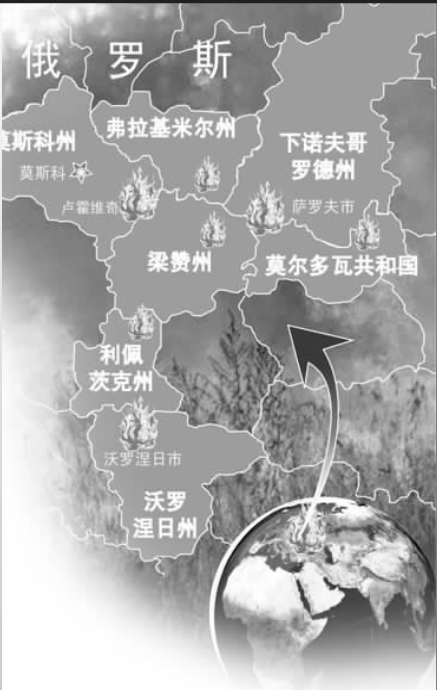 俄罗斯
弗拉基米尔州
莫斯科州
下诺夫哥
罗德州
莫斯科
卢霍维奇
萨罗夫市
梁赞州
莫尔多瓦共和国
利佩
茨克州
沃罗涅日市
沃罗
涅日州